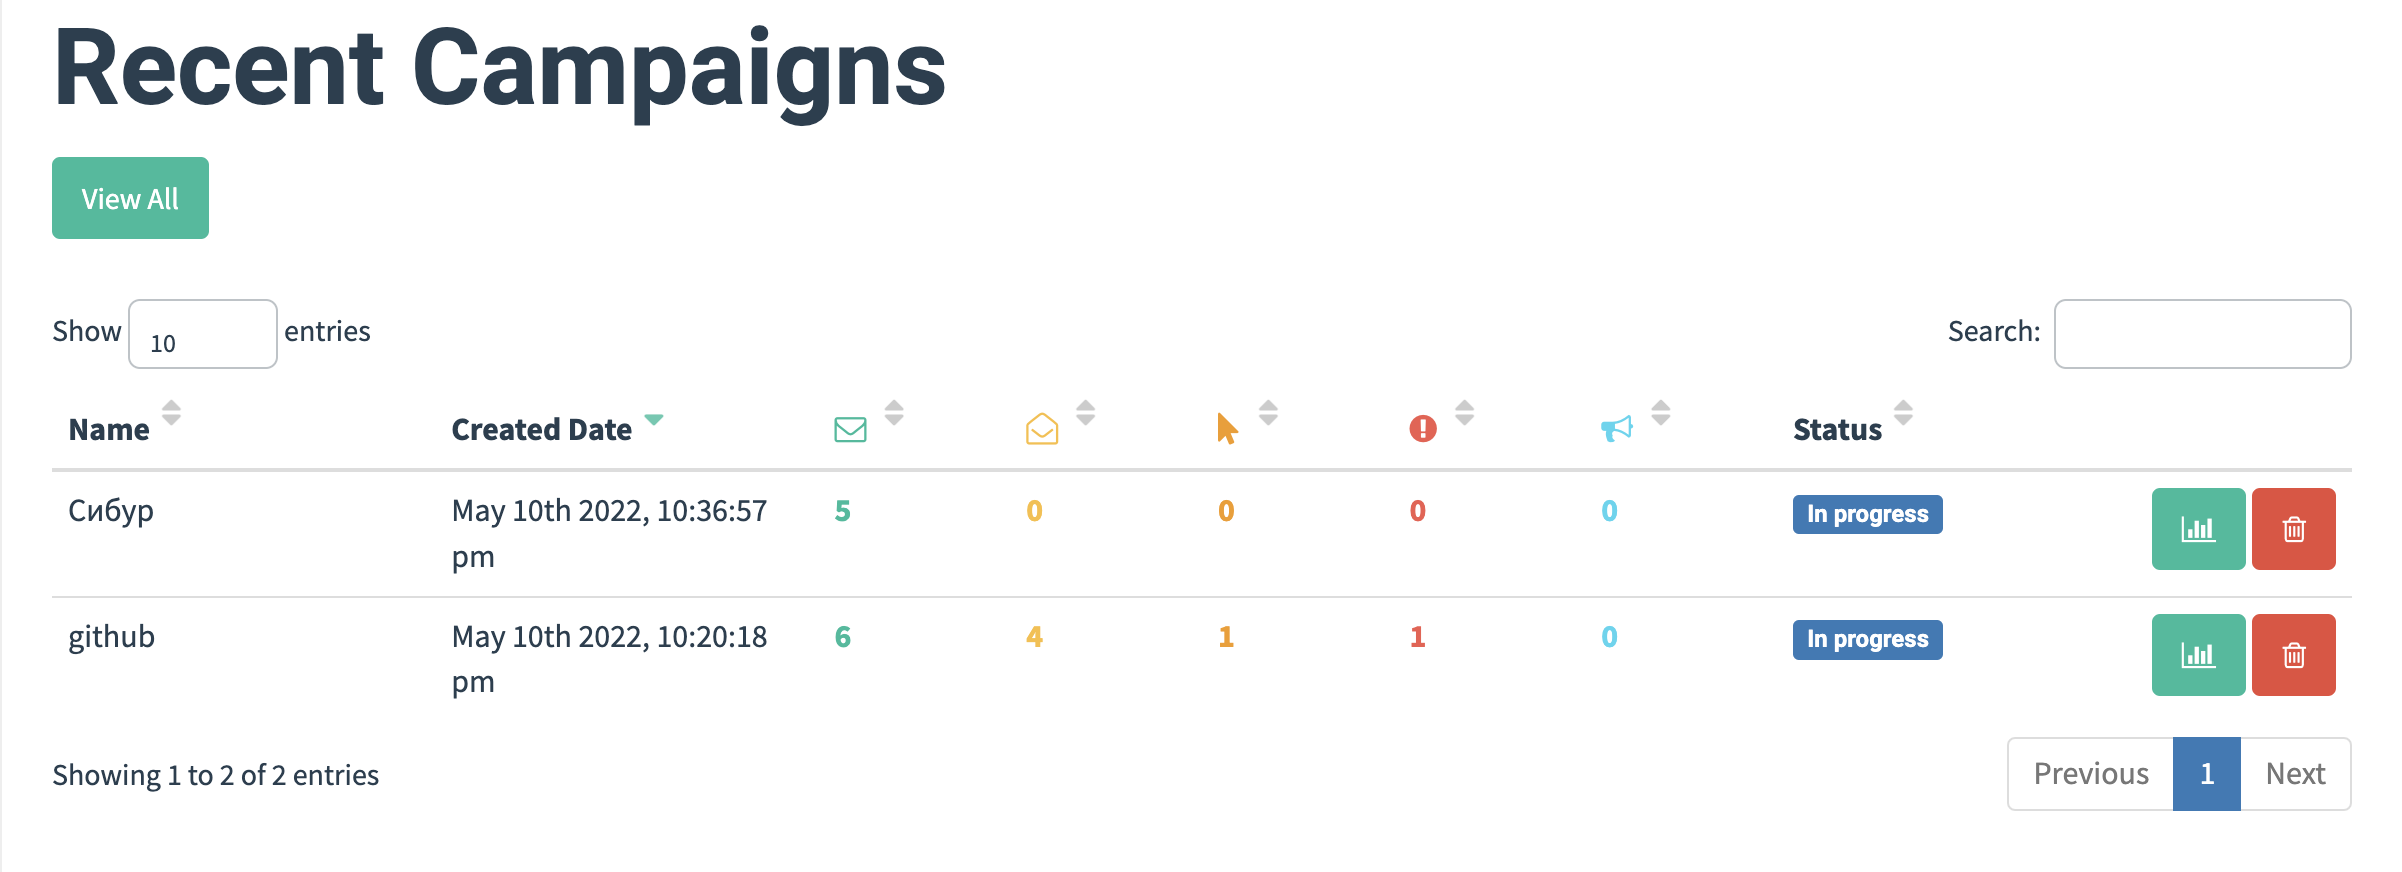 Recent Campaigns
View All
Show 10 entries
Search:
Name Created Date Status
Сибур May 10th 2022, 10:36:57 pm 5 0 0 0 0 In progress
github May 10th 2022, 10:20:18 pm 6 4 1 1 0 In progress
Showing 1 to 2 of 2 entries
Previous 1 Next